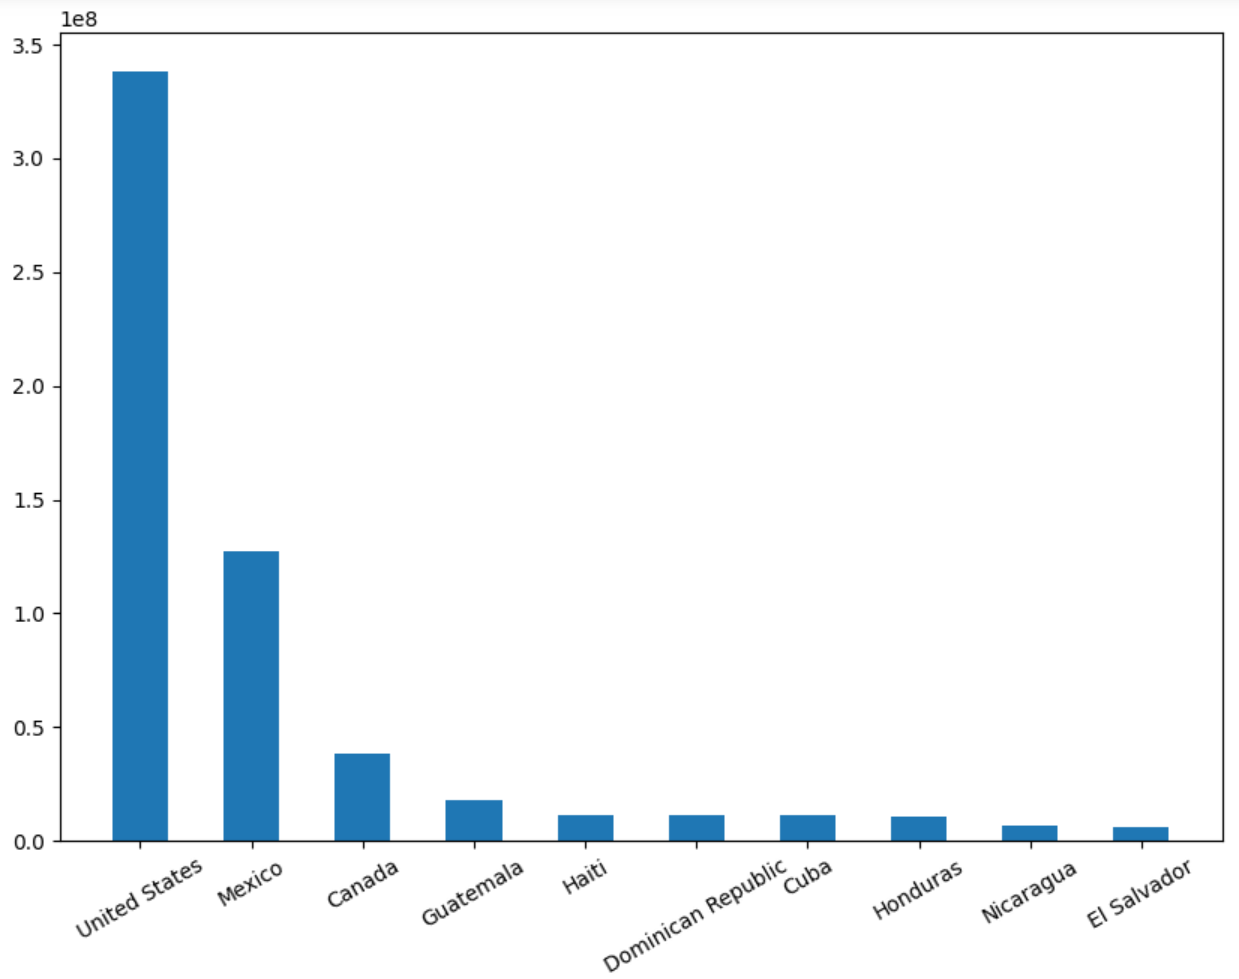 1e8
3.5
3.0
2.5
2.0
1.5
1.0
0.5
0.0
United States
Mexico
Canada
Guatemala
Haiti
Dominican Republic
Cuba
Honduras
Nicaragua
El Salvador